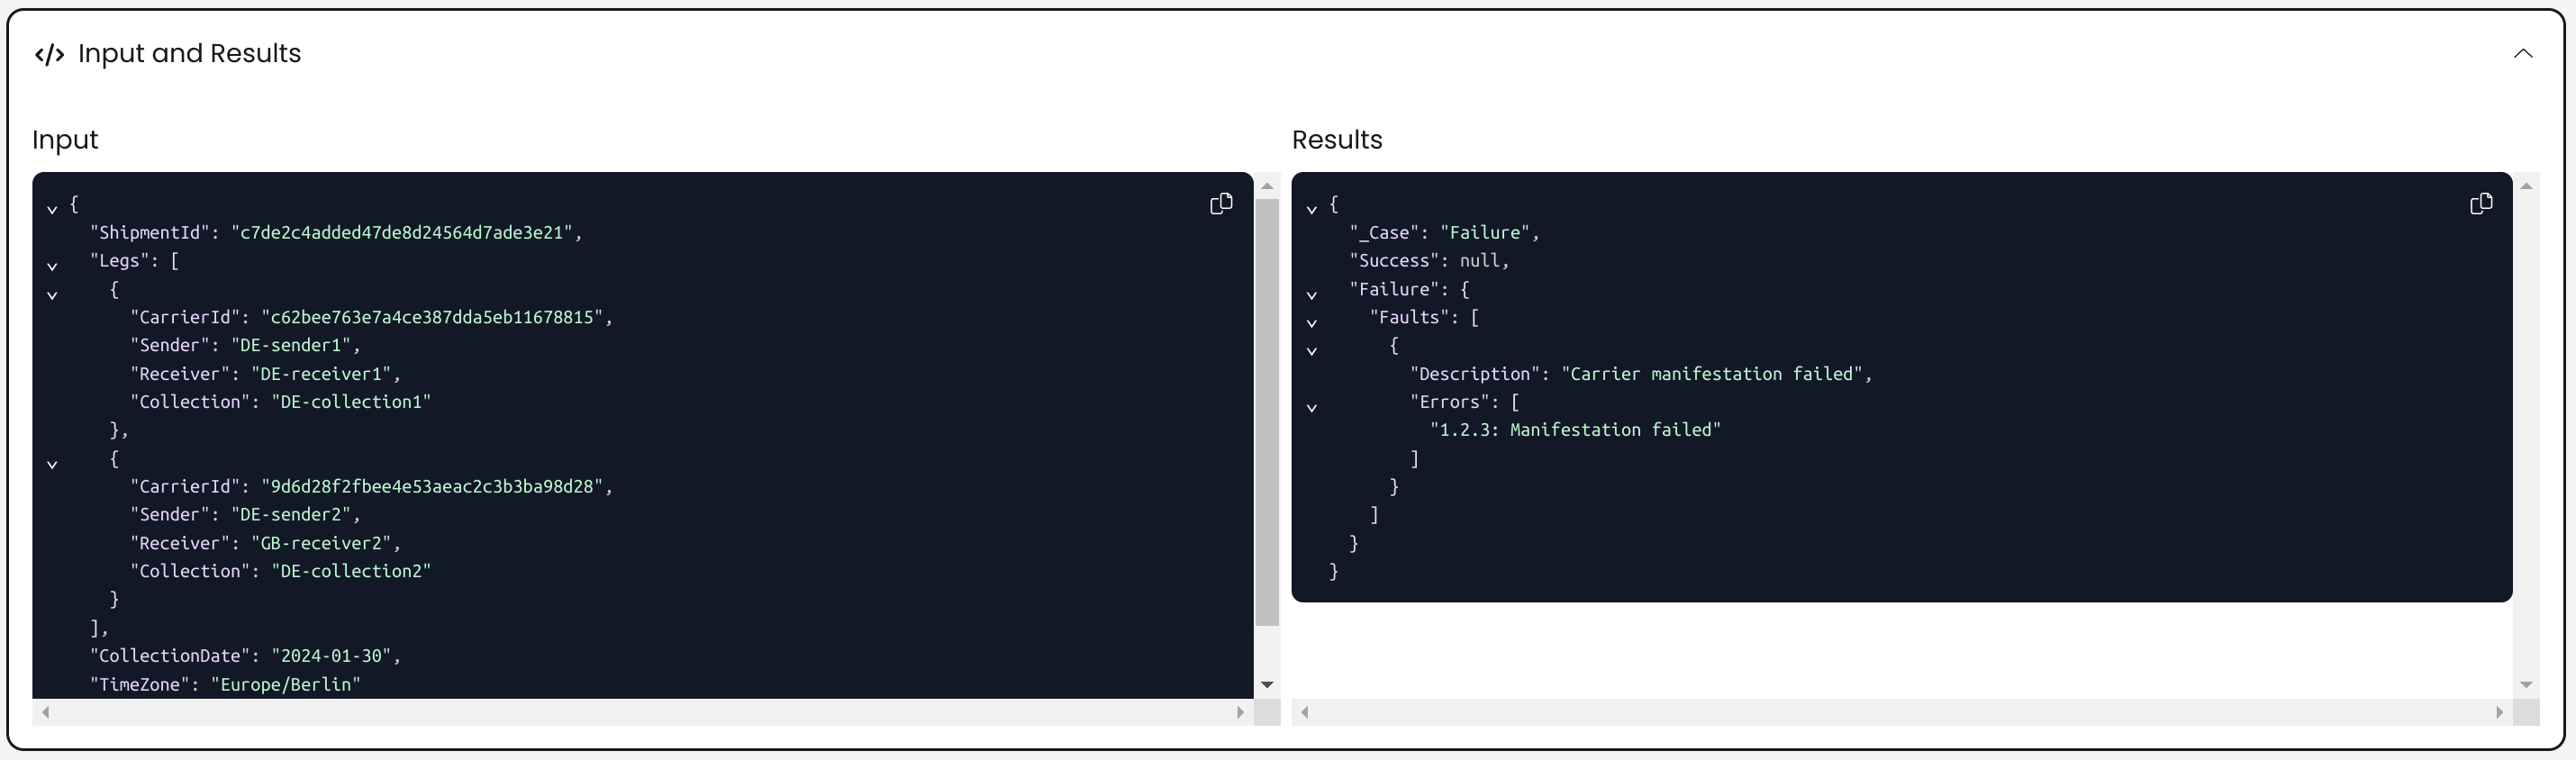 </> Input and Results
Input
{
"ShipmentId": "c7de2c4added47de8d24564d7ade3e21",
"Legs": [
{
"CarrierId": "c62bee763e7a4ce387dda5eb11678815",
"Sender": "DE-sender1",
"Receiver": "DE-receiver1",
"Collection": "DE-collection1"
},
{
"CarrierId": "9d6d28f2fbee4e53aeac2c3b3ba98d28",
"Sender": "DE-sender2",
"Receiver": "GB-receiver2",
"Collection": "DE-collection2"
}
],
"CollectionDate": "2024-01-30",
"TimeZone": "Europe/Berlin"
Results
{
"_Case": "Failure",
"Success": null,
"Failure": {
"Faults": [
{
"Description": "Carrier manifestation failed",
"Errors": [
"1.2.3: Manifestation failed"
]
}
]
}
}